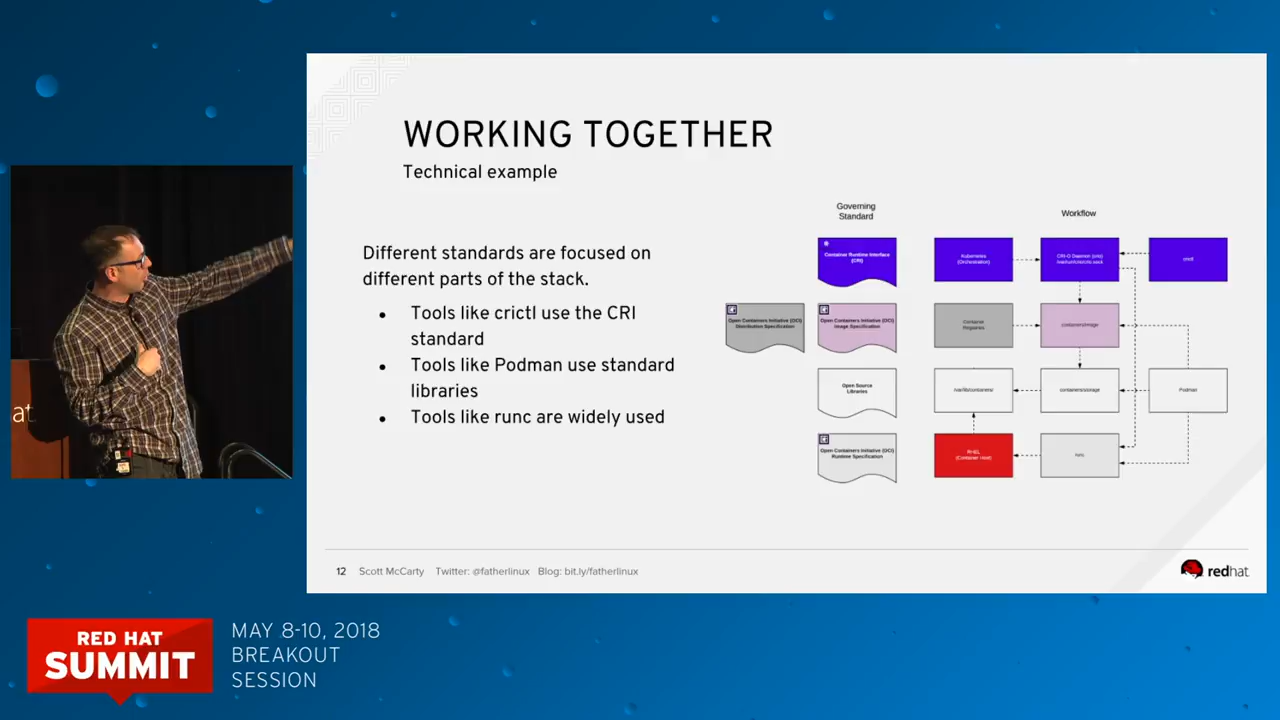 WORKING TOGETHER
Technical example
Different standards are focused on
different parts of the stack.
Tools like crictl use the CRI
standard
Tools like Podman use standard
libraries
Tools like runc are widely used
Governing
Standard
Workflow
Container Runtime Interface
(CRI)
Kubernetes
(Orchestration)
CRI-O Daemon (crio)
crictl
Open Containers Initiative (OCI)
Distribution Specification
Open Containers Initiative (OCI)
Image Specification
Container
Registries
containers/image
Open Source
Libraries
/var/lib/containers/
containers/storage
Podman
Open Containers Initiative (OCI)
Runtime Specification
RHEL
(Container Host)
runc
12 Scott McCarty Twitter: @fatherlinux Blog: bit.ly/fatherlinux
redhat
at
RED HAT
SUMMIT
MAY 8-10, 2018
BREAKOUT
SESSION